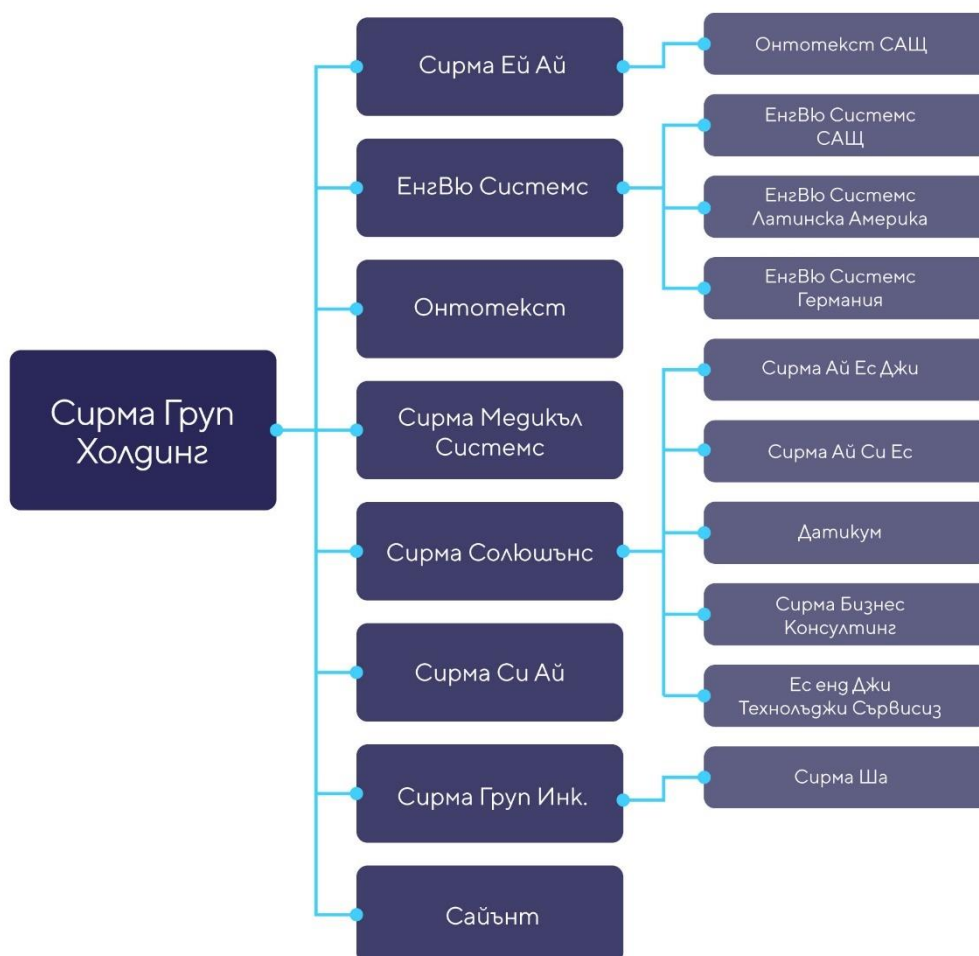 Сирма Груп
Холдинг
Сирма Ей Ай
Онтотекст САЩ
ЕнгВю Системс
ЕнгВю Системс
САЩ
ЕнгВю Системс
Латинска Америка
ЕнгВю Системс
Германия
Онтотекст
Сирма Медикъл
Системс
Сирма Солюшънс
Сирма Ай Ес Джи
Сирма Ай Си Ес
Датикум
Сирма Бизнес
Консултинг
Ес енд Джи
Технолъджи Сървисиз
Сирма Си Ай
Сирма Груп Инк.
Сирма Ша
Сайънт